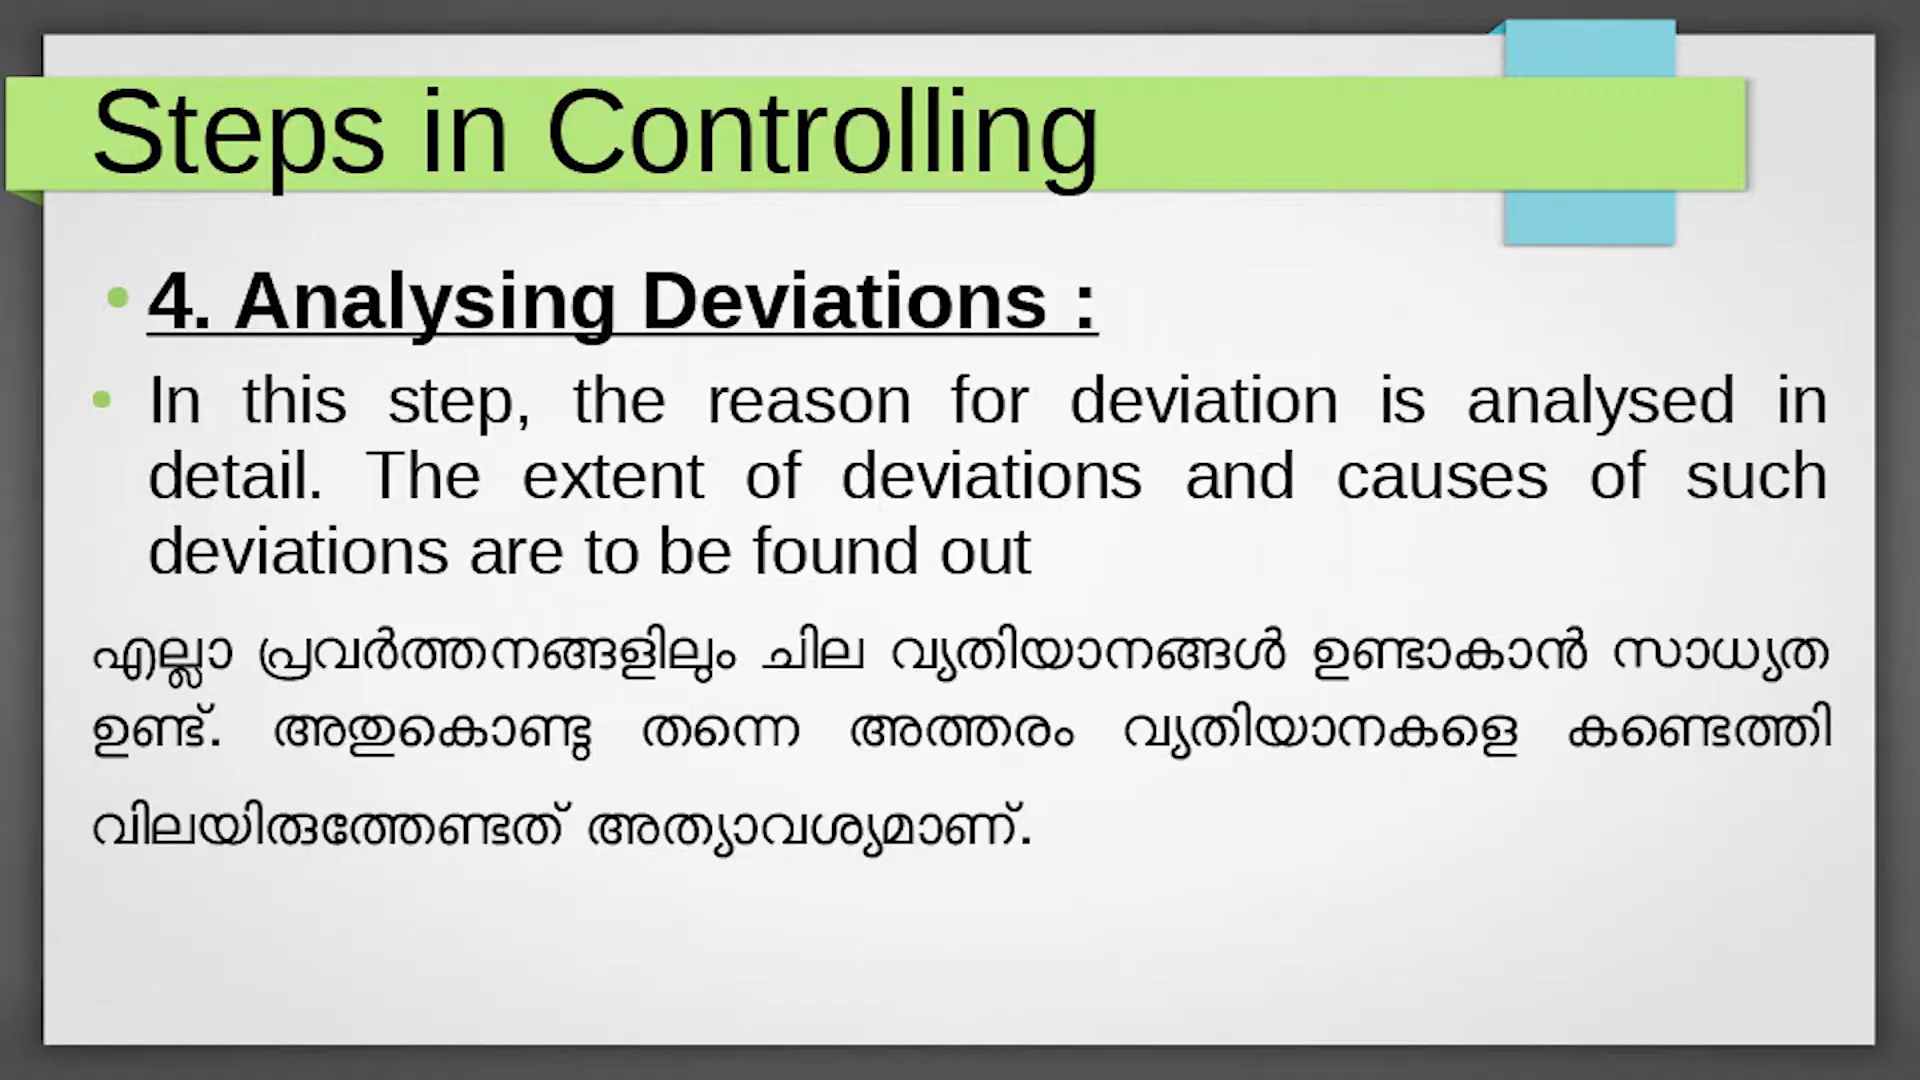 Steps in Controlling
4. Analysing Deviations :
In this step, the reason for deviation is analysed in
detail. The extent of deviations and causes of such
deviations are to be found out
എല്ലാ പ്രവർത്തനങ്ങളിലും ചില വ്യതിയാനങ്ങൾ ഉണ്ടാകാൻ സാധ്യത
ഉണ്ട്. അതുകൊണ്ടു തന്നെ അത്തരം വ്യതിയാനകളെ കണ്ടെത്തി
വിലയിരുത്തേണ്ടത് അത്യാവശ്യമാണ്.